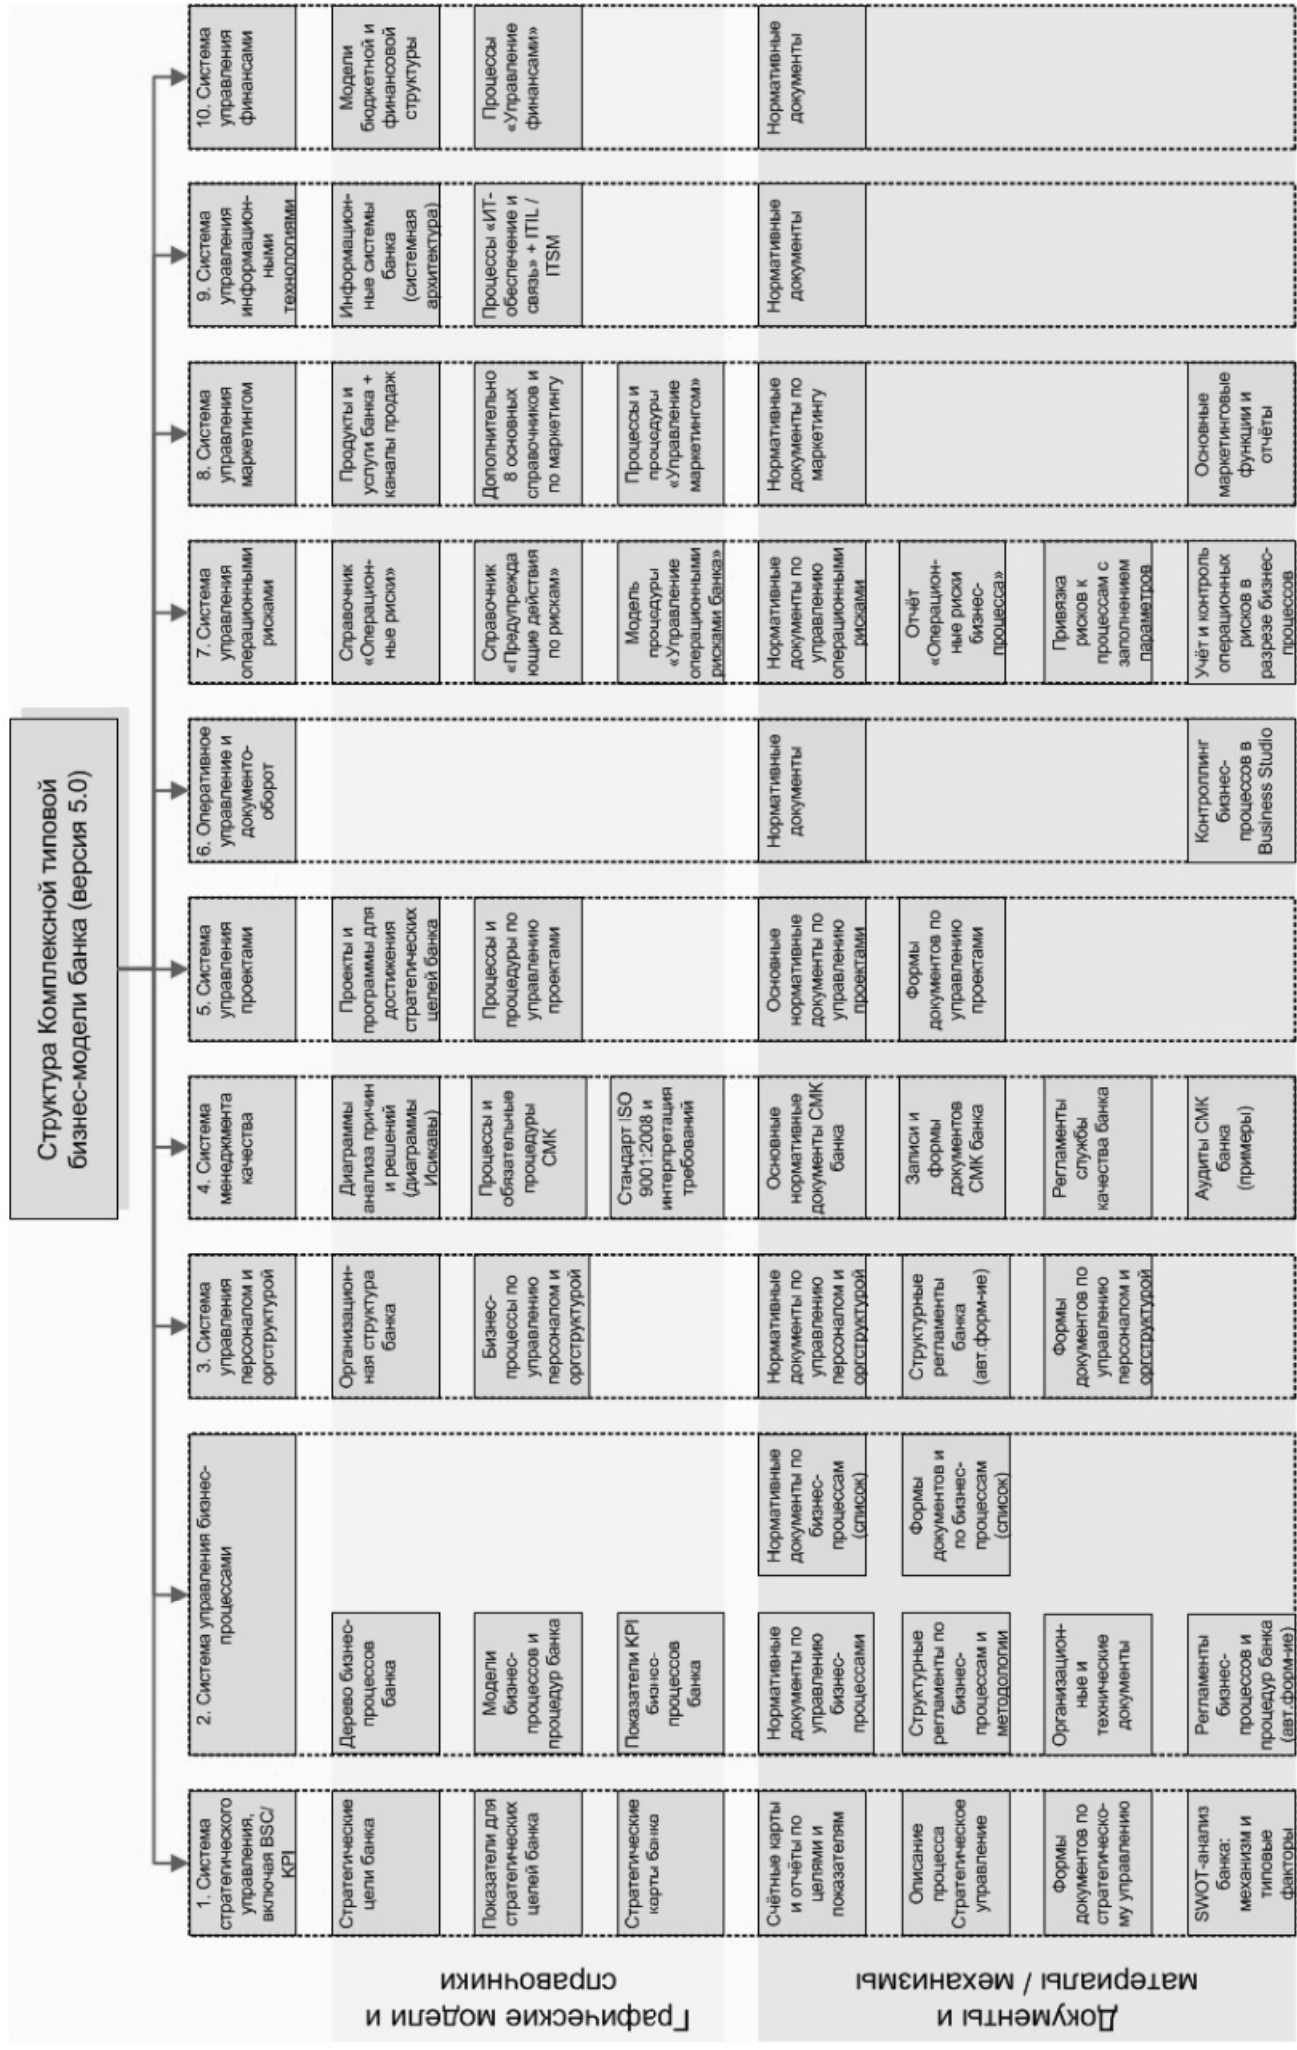 Структура Комплексной типовой
бизнес-модели банка (версия 5.0)
1. Система
стратегического
управления,
включая BSC/
KPI
2. Система управления бизнес-
процессами
3. Система
управления
персоналом и
оргструктурой
4. Система
менеджмента
качества
5. Система
управления
проектами
6. Оперативное
управление и
документо-
оборот
7. Система
управления
операционными
рисками
8. Система
управления
маркетингом
9. Система
управления
информацион-
ными
технологиями
10. Система
управления
финансами
Графические модели и
справочники
Стратегические
цели банка
Дерево бизнес-
процессов
банка
Организацион-
ная структура
банка
Диаграммы
анализа причин
и решений
(диаграммы
Исикавы)
Проекты и
программы для
достижения
стратегических
целей банка
Справочник
«Операцион-
ные риски»
Продукты и
услуги банка +
каналы продаж
Информацион-
ные системы
банка
(системная
архитектура)
Модели
бюджетной и
финансовой
структуры
Показатели для
стратегических
целей банка
Модели
бизнес-
процессов и
процедур банка
Бизнес-
процессы по
управлению
персоналом и
оргструктурой
Процессы и
обязательные
процедуры
СМК
Процессы и
процедуры по
управлению
проектами
Справочник
«Предупрежда
ющие действия
по рискам»
Дополнительно
8 основных
справочников
по маркетингу
Процессы «ИТ-
обеспечение и
связь» + ITIL /
ITSM
Процессы
«Управление
финансами»
Стратегические
карты банка
Показатели KPI
бизнес-
процессов
банка
Стандарт ISO
9001:2008 и
интерпретация
требований
Модель
процедуры
«Управление
операционными
рисками банка»
Процессы и
процедуры
«Управление
маркетингом»
Документы и
материалы / механизмы
Счётные карты
и отчёты по
целями и
показателям
Нормативные
документы по
управлению
бизнес-
процессами
Нормативные
документы по
бизнес-
процессам
(список)
Нормативные
документы по
управлению
персоналом и
оргструктурой
Основные
нормативные
документы СМК
банка
Основные
нормативные
документы по
управлению
проектами
Нормативные
документы
Нормативные
документы по
управлению
операционными
рисками
Нормативные
документы по
маркетингу
Нормативные
документы
Нормативные
документы
Описание
процесса
Стратегическое
управление
Структурные
регламенты по
бизнес-
процессам и
методологии
Формы
документов и
по бизнес-
процессам
(список)
Структурные
регламенты
банка
(авт.форм-ие)
Записи и
формы
документов
СМК банка
Формы
документов по
управлению
проектами
Отчёт
«Операцион-
ные риски
бизнес-
процесса»
Формы
документов по
стратегическо-
му управлению
Организацион-
ные и
технические
документы
Формы
документов по
управлению
персоналом и
оргструктурой
Регламенты
службы
качества банка
Привязка
рисков к
процессам с
заполнением
параметров
SWOT-анализ
банка:
механизм и
типовые
факторы
Регламенты
бизнес-
процессов и
процедур банка
(авт.форм-ие)
Аудиты СМК
банка
(примеры)
Контроллинг
бизнес-
процессов в
Business Studio
Учёт и контроль
операционных
рисков в
разрезе бизнес-
процессов
Основные
маркетинговые
функции и
отчёты